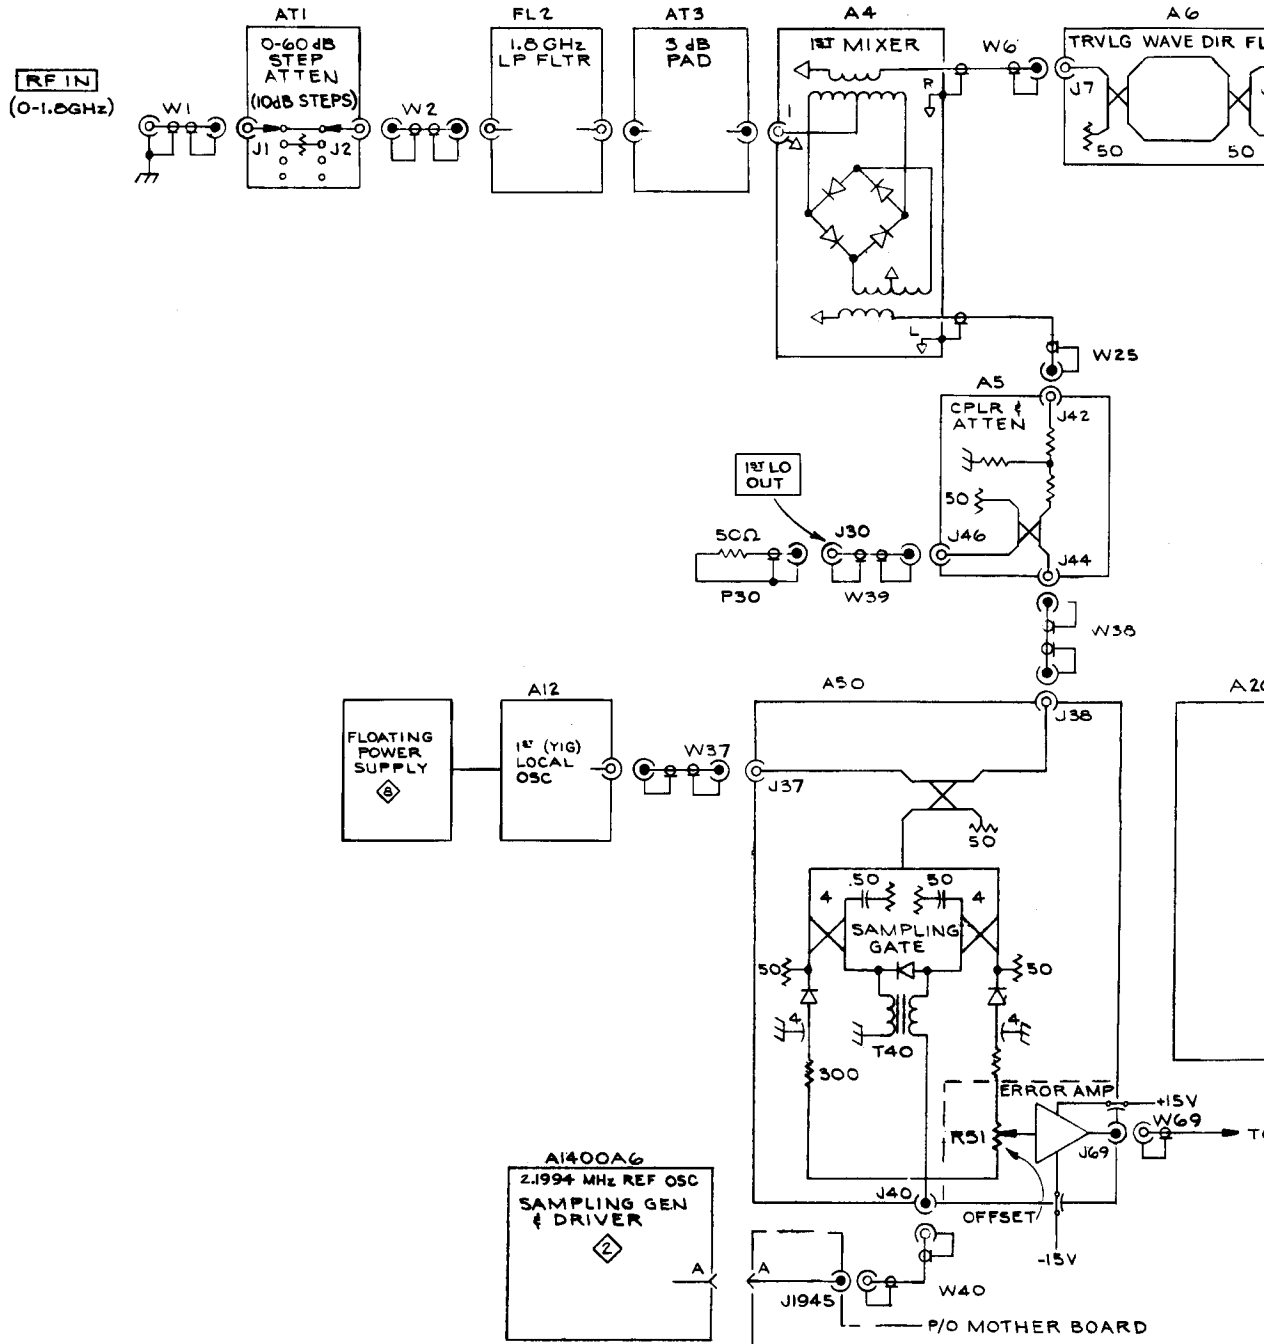 AT1
FL2
AT3
A4
A6
RF IN
(0-1.8GHz)
W1
0-60 dB
STEP
ATTEN
(10dB STEPS)
J1
J2
W2
1.8 GHz
LP FLTR
3 dB
PAD
1ST MIXER
1
R
L
W6
TRVLG WAVE DIR FL
J7
50
50
W25
A5
CPLR &
ATTEN
J42
50
J46
J44
1ST LO
OUT
50Ω
P30
J30
W39
W38
A12
A50
A20
FLOATING
POWER
SUPPLY
8
1ST (YIG)
LOCAL
OSC
W37
J37
J38
50
4
.50
50
4
SAMPLING
GATE
50
50
4
4
T40
300
ERROR AMP
+15V
R51
W69
J69
J40
OFFSET
-15V
A1400A6
2.1994 MHz REF OSC
SAMPLING GEN
& DRIVER
2
A
A
J1945
W40
P/O MOTHER BOARD